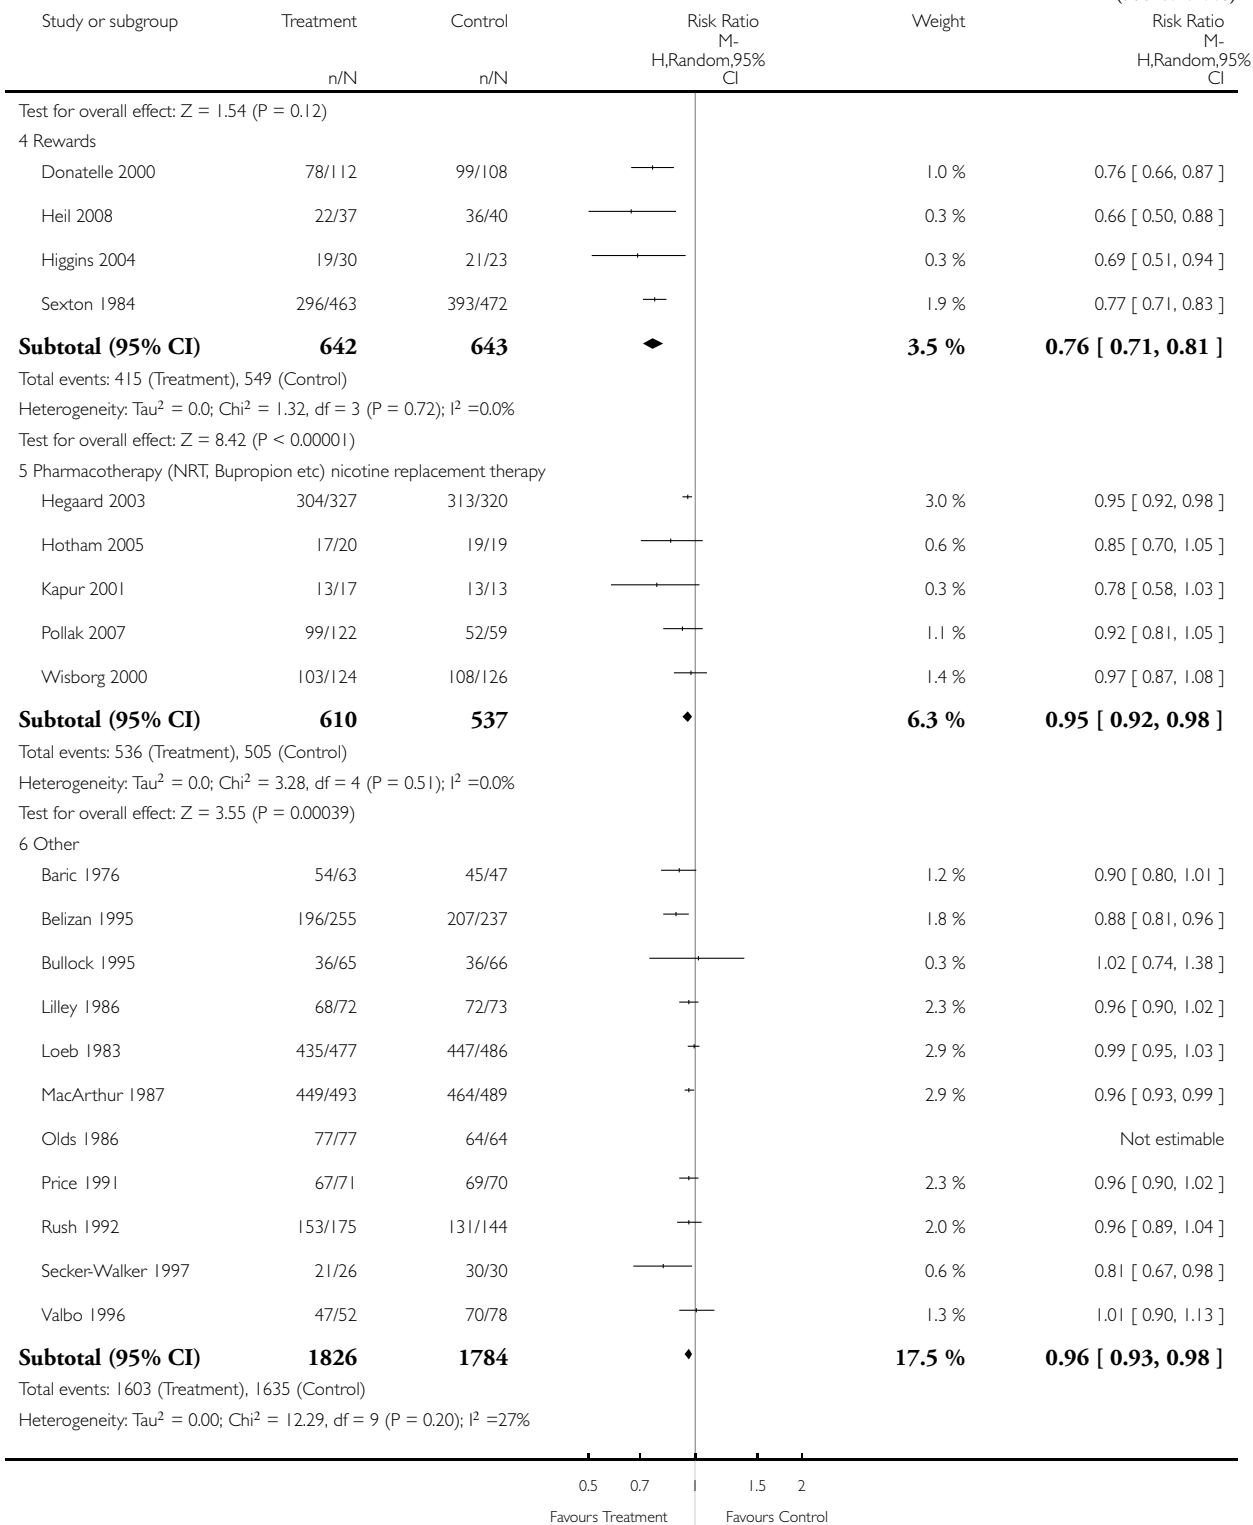 Study or subgroup Treatment Control Risk Ratio Weight Risk Ratio
M- M-
H,Random,95% H,Random,95%
n/N n/N CI CI
Test for overall effect: Z = 1.54 (P = 0.12)
4 Rewards
Donatelle 2000 78/112 99/108 1.0 % 0.76 [ 0.66, 0.87 ]
Heil 2008 22/37 36/40 0.3 % 0.66 [ 0.50, 0.88 ]
Higgins 2004 19/30 21/23 0.3 % 0.69 [ 0.51, 0.94 ]
Sexton 1984 296/463 393/472 1.9 % 0.77 [ 0.71, 0.83 ]
Subtotal (95% CI) 642 643 3.5 % 0.76 [ 0.71, 0.81 ]
Total events: 415 (Treatment), 549 (Control)
Heterogeneity: Tau² = 0.0; Chi² = 1.32, df = 3 (P = 0.72); I² =0.0%
Test for overall effect: Z = 8.42 (P < 0.00001)
5 Pharmacotherapy (NRT, Bupropion etc) nicotine replacement therapy
Hegaard 2003 304/327 313/320 3.0 % 0.95 [ 0.92, 0.98 ]
Hotham 2005 17/20 19/19 0.6 % 0.85 [ 0.70, 1.05 ]
Kapur 2001 13/17 13/13 0.3 % 0.78 [ 0.58, 1.03 ]
Pollak 2007 99/122 52/59 1.1 % 0.92 [ 0.81, 1.05 ]
Wisborg 2000 103/124 108/126 1.4 % 0.97 [ 0.87, 1.08 ]
Subtotal (95% CI) 610 537 6.3 % 0.95 [ 0.92, 0.98 ]
Total events: 536 (Treatment), 505 (Control)
Heterogeneity: Tau² = 0.0; Chi² = 3.28, df = 4 (P = 0.51); I² =0.0%
Test for overall effect: Z = 3.55 (P = 0.00039)
6 Other
Baric 1976 54/63 45/47 1.2 % 0.90 [ 0.80, 1.01 ]
Belizan 1995 196/255 207/237 1.8 % 0.88 [ 0.81, 0.96 ]
Bullock 1995 36/65 36/66 0.3 % 1.02 [ 0.74, 1.38 ]
Lilley 1986 68/72 72/73 2.3 % 0.96 [ 0.90, 1.02 ]
Loeb 1983 435/477 447/486 2.9 % 0.99 [ 0.95, 1.03 ]
MacArthur 1987 449/493 464/489 2.9 % 0.96 [ 0.93, 0.99 ]
Olds 1986 77/77 64/64 Not estimable
Price 1991 67/71 69/70 2.3 % 0.96 [ 0.90, 1.02 ]
Rush 1992 153/175 131/144 2.0 % 0.96 [ 0.89, 1.04 ]
Secker-Walker 1997 21/26 30/30 0.6 % 0.81 [ 0.67, 0.98 ]
Valbo 1996 47/52 70/78 1.3 % 1.01 [ 0.90, 1.13 ]
Subtotal (95% CI) 1826 1784 17.5 % 0.96 [ 0.93, 0.98 ]
Total events: 1603 (Treatment), 1635 (Control)
Heterogeneity: Tau² = 0.00; Chi² = 12.29, df = 9 (P = 0.20); I² =27%
0.5 0.7 1 1.5 2
Favours Treatment Favours Control